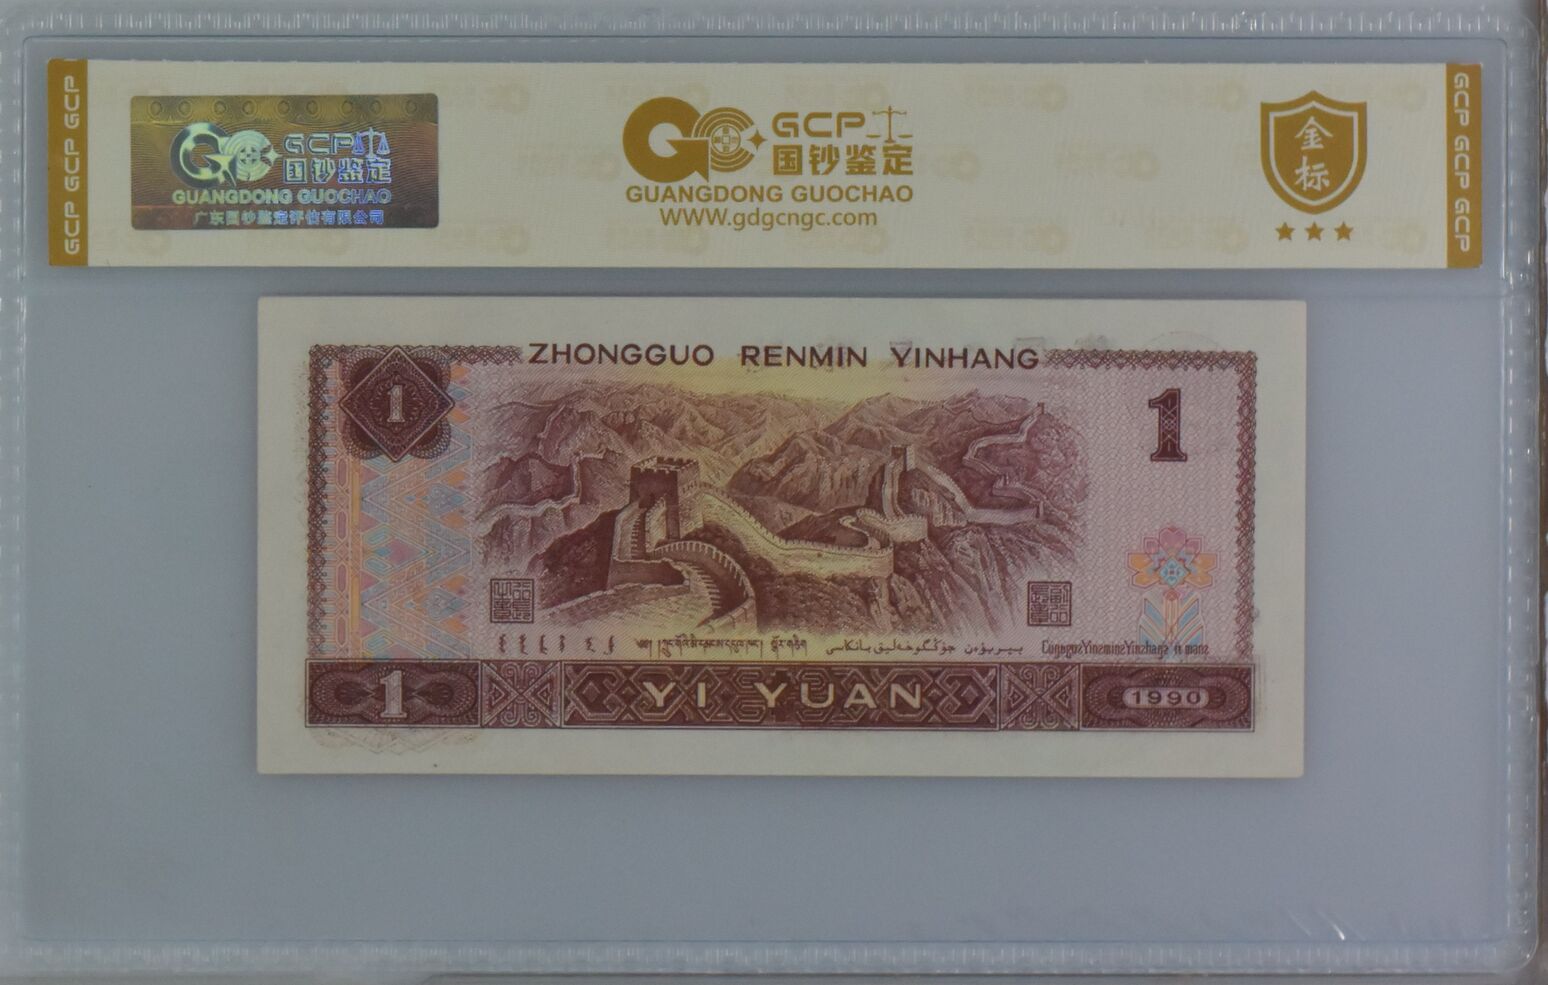 GCP GCP GCP
GCP
国钞鉴定
GUANGDONG GUOCHAO
广东国钞鉴定评估有限公司
GCP
国钞鉴定
GUANGDONG GUOCHAO
WWW.gdgcngc.com
金标
GCP GCP GCP
ZHONGGUO RENMIN YINHANG
1
1
1
YI YUAN
1990